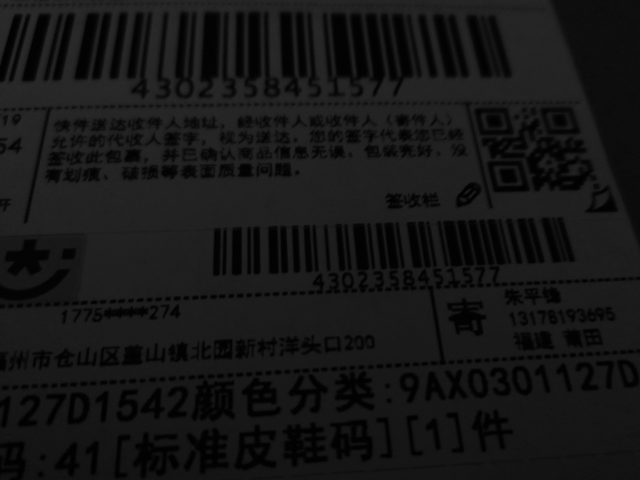 4302358451577
19
54
快件送达收件人地址，经收件人或收件人（寄件人）
允许的代收人签字，视为送达。您的签字代表您已经
签收此包裹，并已确认商品信息无误、包装完好、没
有划痕、破损等表面质量问题。
签收栏
开
4302358451577
1775****274
寄
朱平锋
13178193695
福建 莆田
福州市仓山区盖山镇北园新村洋头口200
127D1542颜色分类:9AX0301127D
码:41[标准皮鞋码][1]件